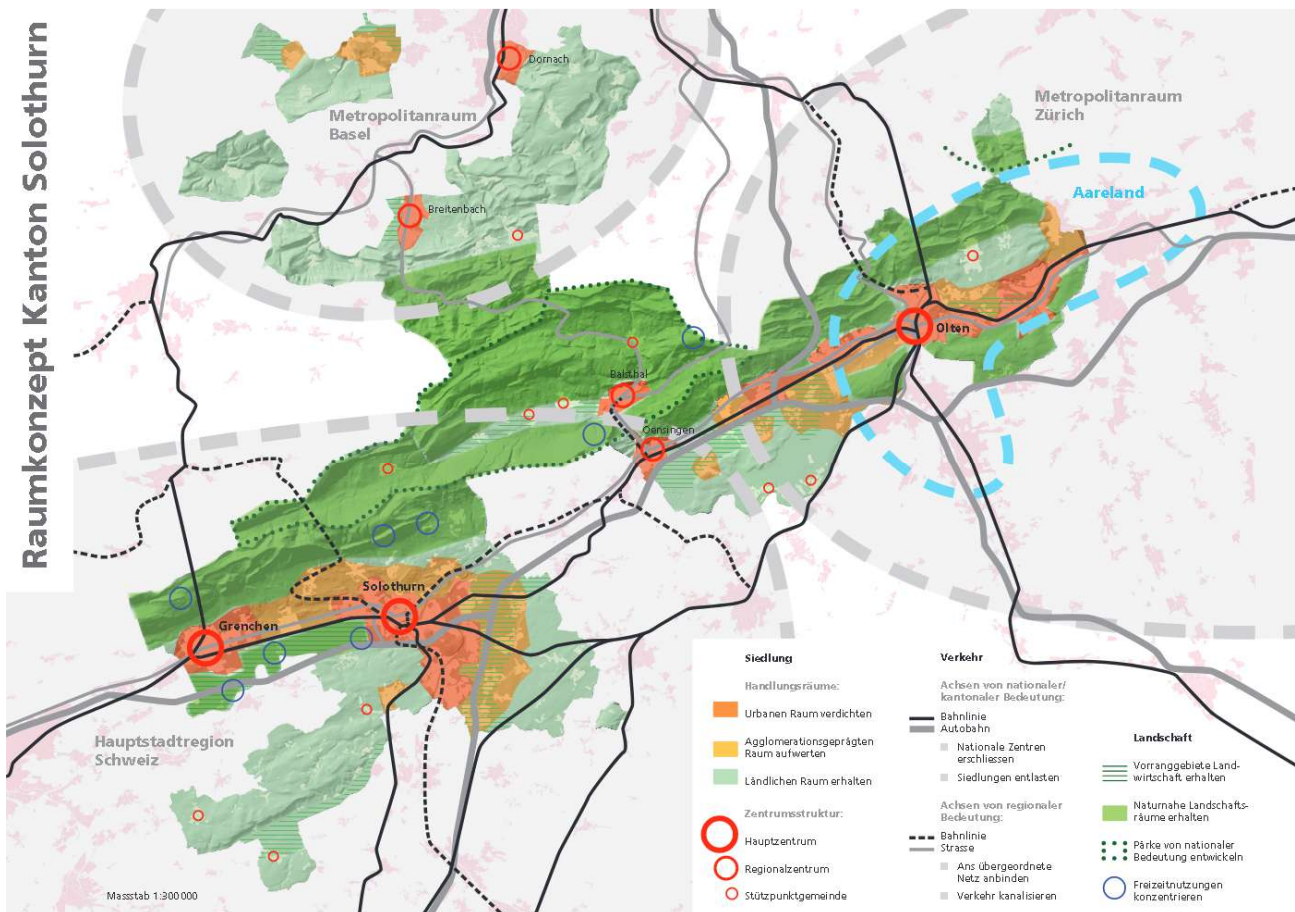 Raumkonzept Kanton Solothurn
Dornach
Metropolitanraum
Basel
Metropolitanraum
Zürich
Aareland
Breitenbach
Olten
Balsthal
Oensingen
Solothurn
Grenchen
Hauptstadtregion
Schweiz
Massstab 1:300 000
Siedlung
Handlungsräume:
Urbanen Raum verdichten
Agglomerationsgeprägten
Raum aufwerten
Ländlichen Raum erhalten
Zentrumsstruktur:
Hauptzentrum
Regionalzentrum
Stützpunktgemeinde
Verkehr
Achsen von nationaler/
kantonaler Bedeutung:
Bahnlinie
Autobahn
Nationale Zentren
erschliessen
Siedlungen entlasten
Achsen von regionaler
Bedeutung:
Bahnlinie
Strasse
Ans übergeordnete
Netz anbinden
Verkehr kanalisieren
Landschaft
Vorranggebiete Land-
wirtschaft erhalten
Naturnahe Landschafts-
räume erhalten
Pärke von nationaler
Bedeutung entwickeln
Freizeitnutzungen
konzentrieren